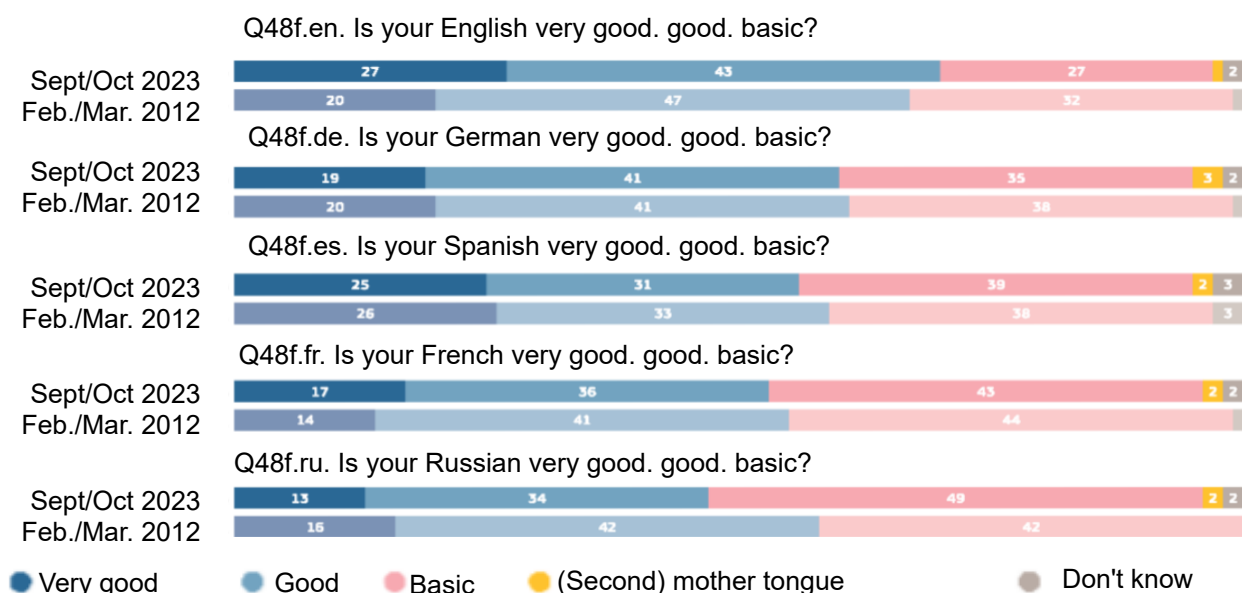 Q48f.en. Is your English very good. good. basic?
Sept/Oct 2023 27 43 27 2
Feb./Mar. 2012 20 47 32
Q48f.de. Is your German very good. good. basic?
Sept/Oct 2023 19 41 35 3 2
Feb./Mar. 2012 20 41 38
Q48f.es. Is your Spanish very good. good. basic?
Sept/Oct 2023 25 31 39 2 3
Feb./Mar. 2012 26 33 38 3
Q48f.fr. Is your French very good. good. basic?
Sept/Oct 2023 17 36 43 2 2
Feb./Mar. 2012 14 41 44
Q48f.ru. Is your Russian very good. good. basic?
Sept/Oct 2023 13 34 49 2 2
Feb./Mar. 2012 16 42 42
Very good Good Basic (Second) mother tongue Don't know